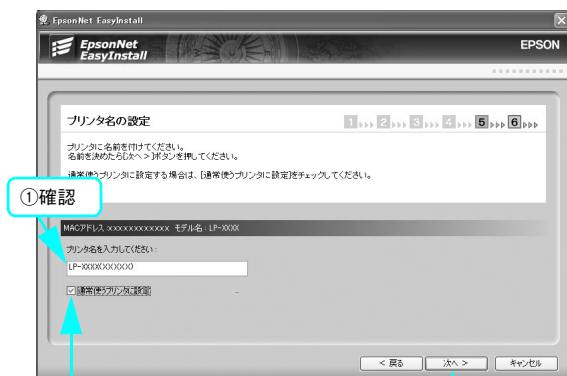 EpsonNet EasyInstall
EpsonNet
EasyInstall
EPSON
プリンタ名の設定
1 2 3 4 5 6
プリンタに名前を付けてください。
名前を決めたら[次へ >]ボタンを押してください。
通常使うプリンタに設定する場合は、[通常使うプリンタに設定]をチェックしてください。
①確認
MACアドレス xxxxxxxxxxxx モデル名 : LP-XXXX
プリンタ名を入力してください :
LP-XXXX(XXXXXX)
通常使うプリンタに設定
< 戻る
次へ >
キャンセル